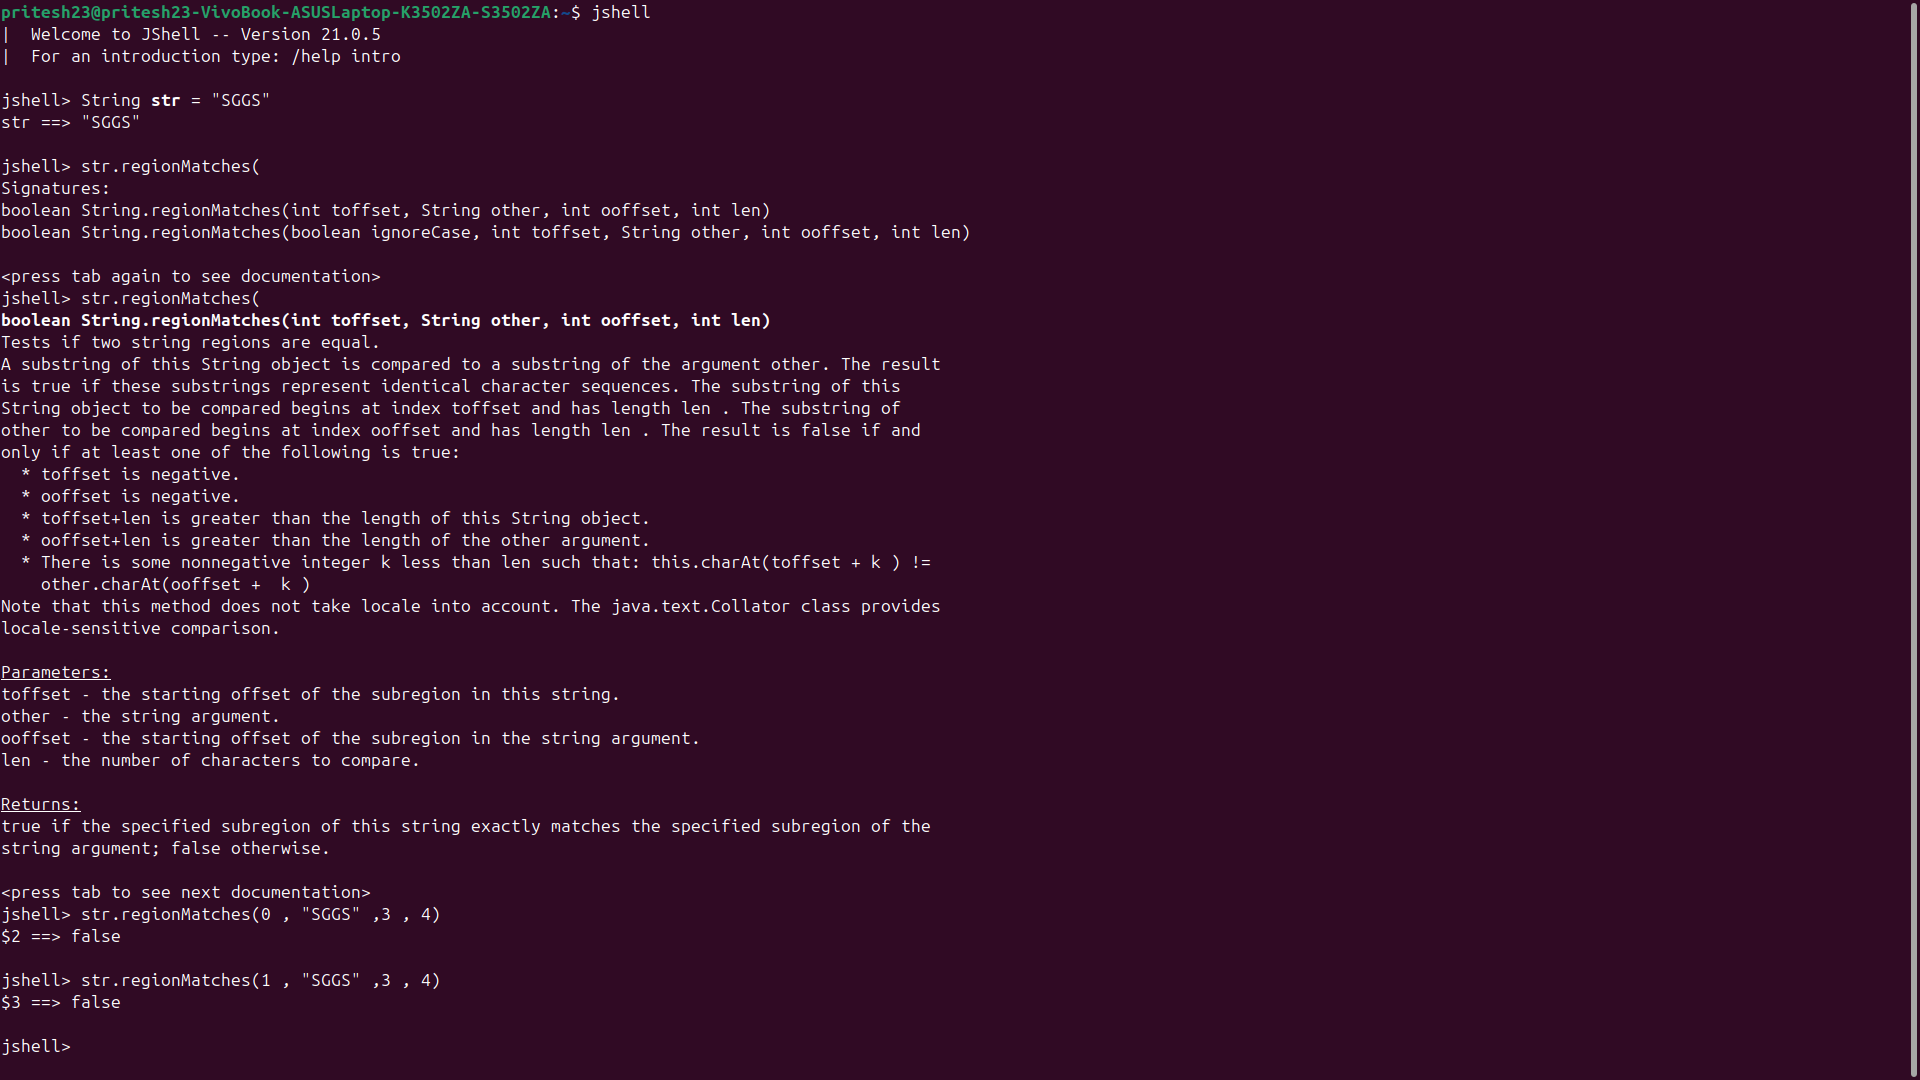 pritesh23@pritesh23-VivoBook-ASUSLaptop-K3502ZA-S3502ZA:~$ jshell
|  Welcome to JShell -- Version 21.0.5
|  For an introduction type: /help intro

jshell> String str = "SGGS"
str ==> "SGGS"

jshell> str.regionMatches(
Signatures:
boolean String.regionMatches(int toffset, String other, int ooffset, int len)
boolean String.regionMatches(boolean ignoreCase, int toffset, String other, int ooffset, int len)

<press tab again to see documentation>
jshell> str.regionMatches(
boolean String.regionMatches(int toffset, String other, int ooffset, int len)
Tests if two string regions are equal.
A substring of this String object is compared to a substring of the argument other. The result
is true if these substrings represent identical character sequences. The substring of this
String object to be compared begins at index toffset and has length len . The substring of
other to be compared begins at index ooffset and has length len . The result is false if and
only if at least one of the following is true:
  * toffset is negative.
  * ooffset is negative.
  * toffset+len is greater than the length of this String object.
  * ooffset+len is greater than the length of the other argument.
  * There is some nonnegative integer k less than len such that: this.charAt(toffset + k ) !=
    other.charAt(ooffset +  k )
Note that this method does not take locale into account. The java.text.Collator class provides
locale-sensitive comparison.

Parameters:
toffset - the starting offset of the subregion in this string.
other - the string argument.
ooffset - the starting offset of the subregion in the string argument.
len - the number of characters to compare.

Returns:
true if the specified subregion of this string exactly matches the specified subregion of the
string argument; false otherwise.

<press tab to see next documentation>
jshell> str.regionMatches(0 , "SGGS" ,3 , 4)
$2 ==> false

jshell> str.regionMatches(1 , "SGGS" ,3 , 4)
$3 ==> false

jshell>